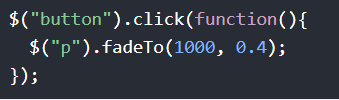 $("button").click(function(){
  $("p").fadeTo(1000, 0.4);
});